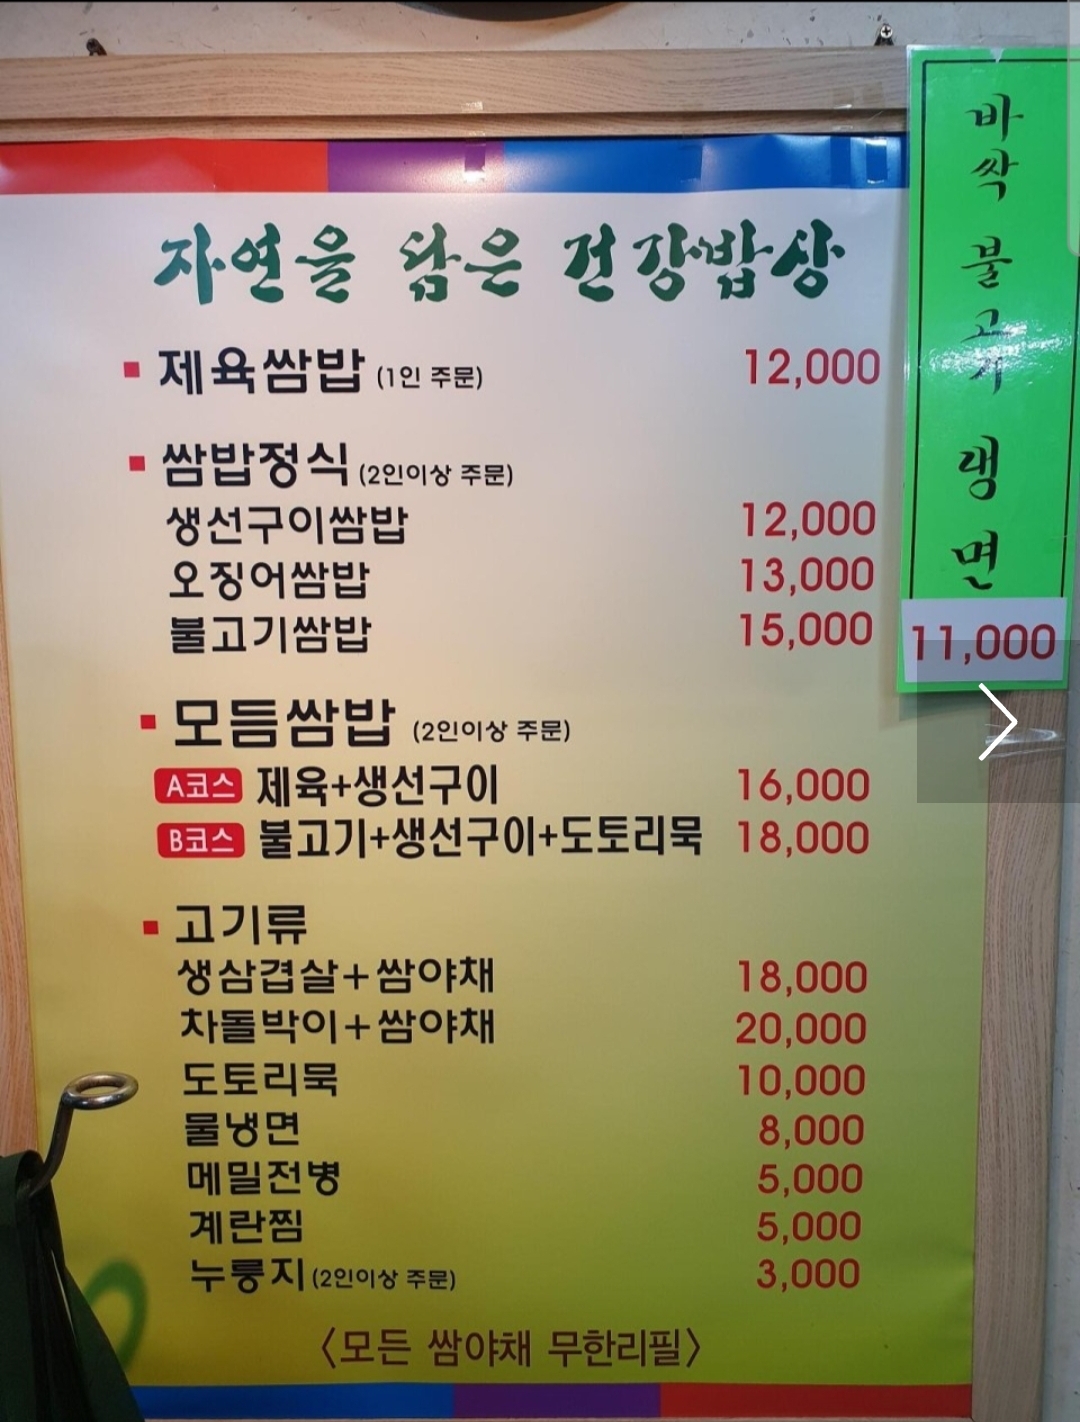 자연을 담은 건강밥상
제육쌈밥 (1인 주문) 12,000
쌈밥정식 (2인이상 주문)
생선구이쌈밥 12,000
오징어쌈밥 13,000
불고기쌈밥 15,000
모듬쌈밥 (2인이상 주문)
A코스 제육+생선구이 16,000
B코스 불고기+생선구이+도토리묵 18,000
고기류
생삼겹살+쌈야채 18,000
차돌박이+쌈야채 20,000
도토리묵 10,000
물냉면 8,000
메밀전병 5,000
계란찜 5,000
누룽지 (2인이상 주문) 3,000
〈모든 쌈야채 무한리필〉
바싹 불고기 냉면
11,000